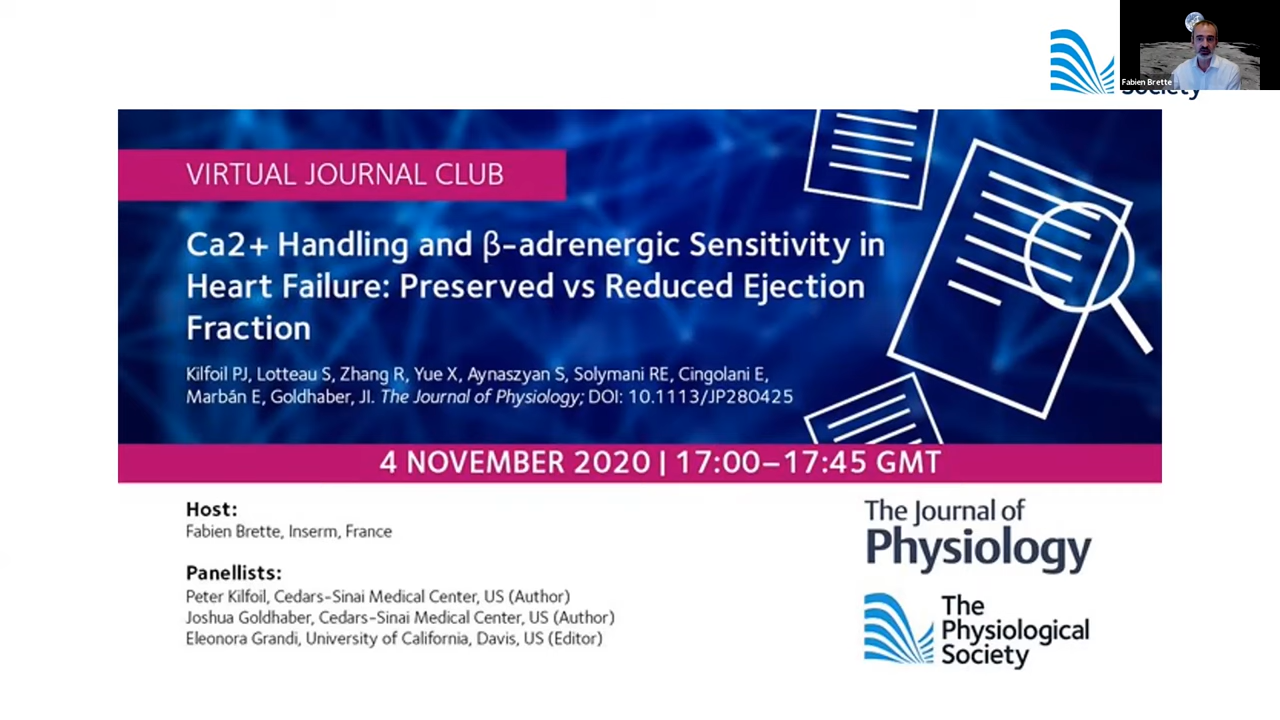 Society
Fabien Brette
VIRTUAL JOURNAL CLUB
Ca2+ Handling and β-adrenergic Sensitivity in
Heart Failure: Preserved vs Reduced Ejection
Fraction
Kilfoil PJ, Lotteau S, Zhang R, Yue X, Aynaszyan S, Solymani RE, Cingolani E,
Marbán E, Goldhaber, JI. The Journal of Physiology; DOI: 10.1113/JP280425
4 NOVEMBER 2020 | 17:00–17:45 GMT
Host:
Fabien Brette, Inserm, France
Panellists:
Peter Kilfoil, Cedars-Sinai Medical Center, US (Author)
Joshua Goldhaber, Cedars-Sinai Medical Center, US (Author)
Eleonora Grandi, University of California, Davis, US (Editor)
The Journal of
Physiology
The
Physiological
Society